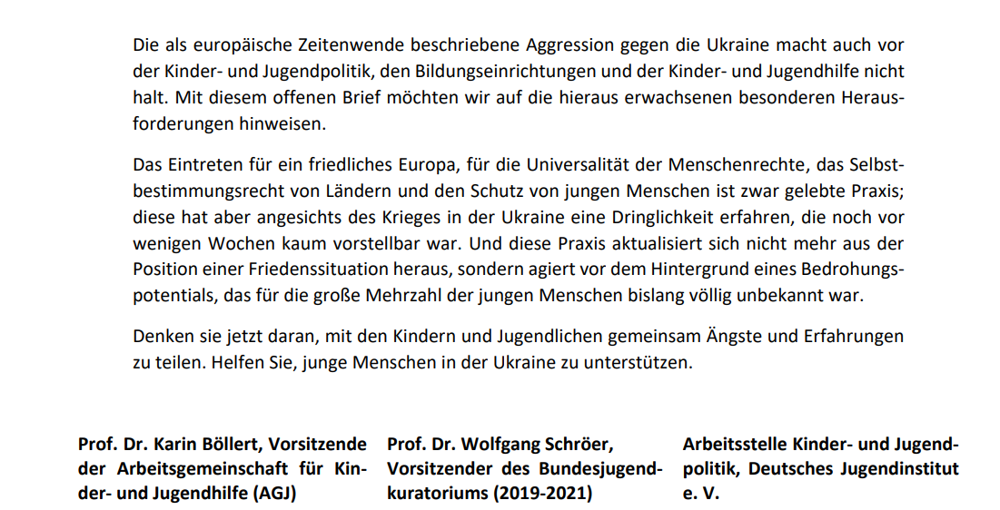 Die als europäische Zeitenwende beschriebene Aggression gegen die Ukraine macht auch vor
der Kinder- und Jugendpolitik, den Bildungseinrichtungen und der Kinder- und Jugendhilfe nicht
halt. Mit diesem offenen Brief möchten wir auf die hieraus erwachsenen besonderen Heraus-
forderungen hinweisen.
Das Eintreten für ein friedliches Europa, für die Universalität der Menschenrechte, das Selbst-
bestimmungsrecht von Ländern und den Schutz von jungen Menschen ist zwar gelebte Praxis;
diese hat aber angesichts des Krieges in der Ukraine eine Dringlichkeit erfahren, die noch vor
wenigen Wochen kaum vorstellbar war. Und diese Praxis aktualisiert sich nicht mehr aus der
Position einer Friedenssituation heraus, sondern agiert vor dem Hintergrund eines Bedrohungs-
potentials, das für die große Mehrzahl der jungen Menschen bislang völlig unbekannt war.
Denken sie jetzt daran, mit den Kindern und Jugendlichen gemeinsam Ängste und Erfahrungen
zu teilen. Helfen Sie, junge Menschen in der Ukraine zu unterstützen.
Prof. Dr. Karin Böllert, Vorsitzende
der Arbeitsgemeinschaft für Kin-
der- und Jugendhilfe (AGJ)
Prof. Dr. Wolfgang Schröer,
Vorsitzender des Bundesjugend-
kuratoriums (2019-2021)
Arbeitsstelle Kinder- und Jugend-
politik, Deutsches Jugendinstitut
e. V.